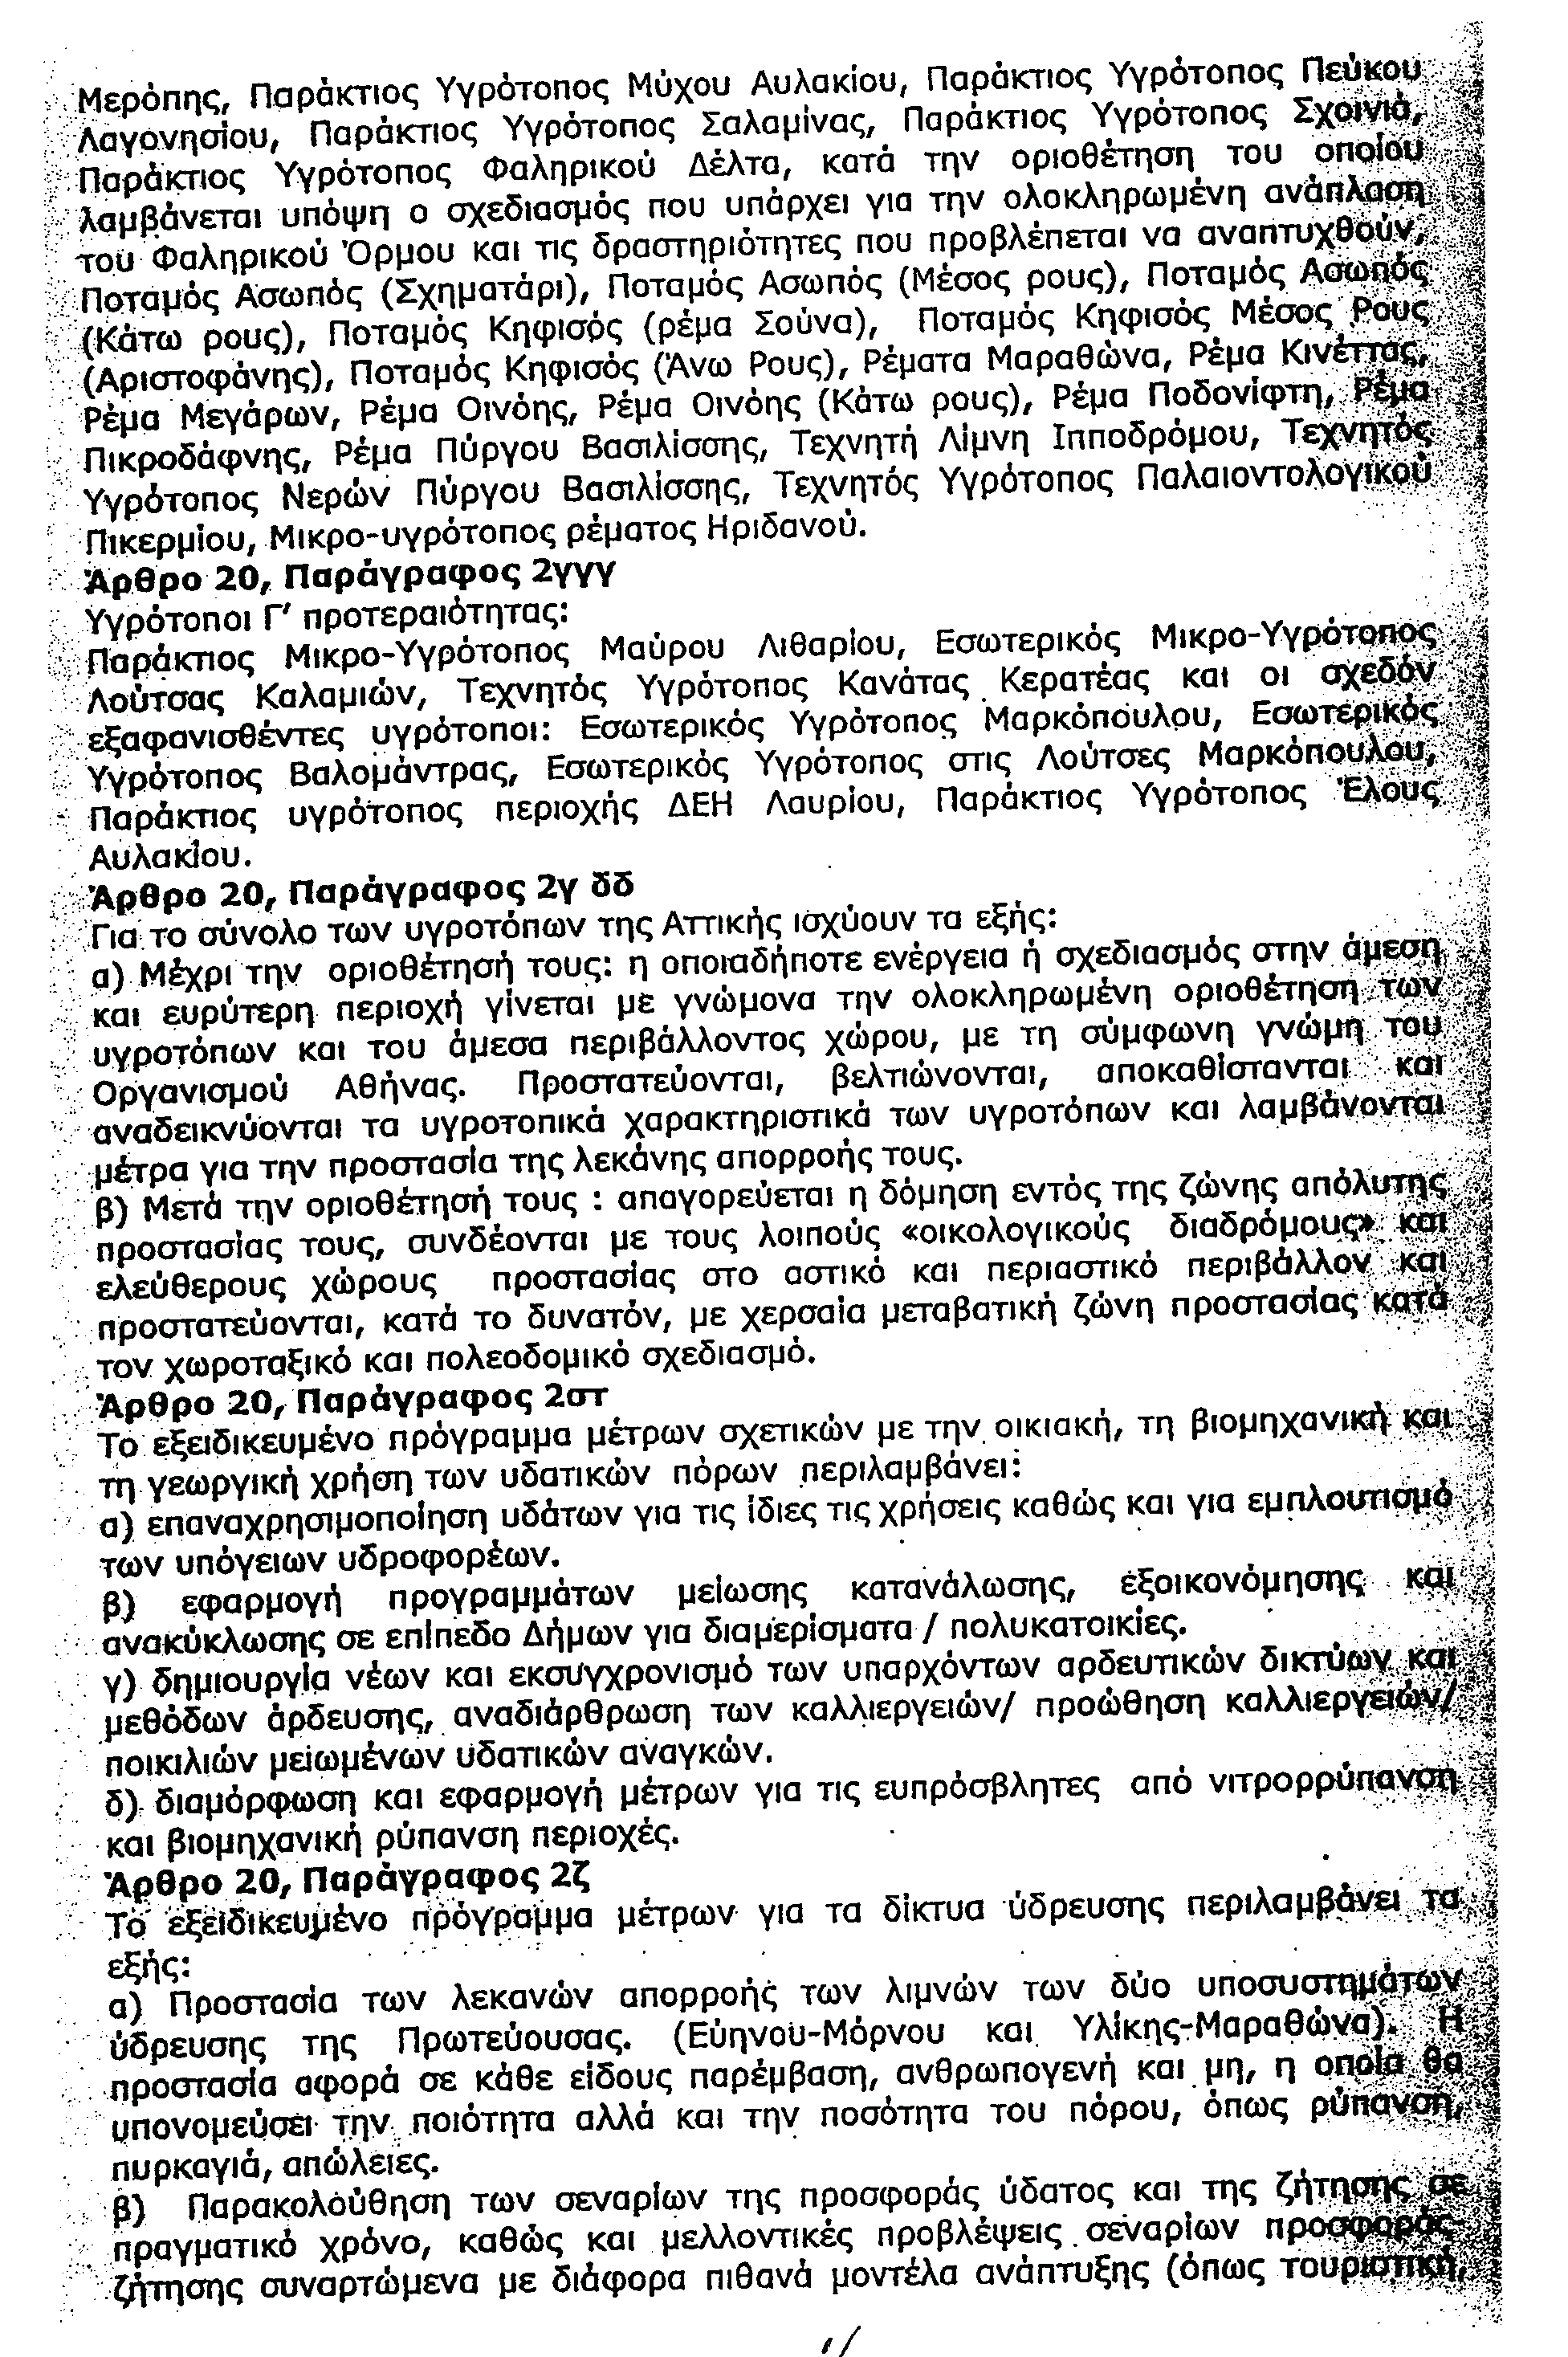 Μερόπης, Παράκτιος Υγρότοπος Μύχου Αυλακίου, Παράκτιος Υγρότοπος Πεύκου
Λαγονησίου, Παράκτιος Υγρότοπος Σαλαμίνας, Παράκτιος Υγρότοπος Σχοινιά,
Παράκτιος Υγρότοπος Φαληρικού Δέλτα, κατά την οριοθέτηση του οποίου
λαμβάνεται υπόψη ο σχεδιασμός που υπάρχει για την ολοκληρωμένη ανάπλαση
του Φαληρικού Όρμου και τις δραστηριότητες που προβλέπεται να αναπτυχθούν,
Ποταμός Ασωπός (Σχηματάρι), Ποταμός Ασωπός (Μέσος ρους), Ποταμός Ασωπός
(Κάτω ρους), Ποταμός Κηφισός (ρέμα Σούνα), Ποταμός Κηφισός Μέσος Ρους
(Αριστοφάνης), Ποταμός Κηφισός (Άνω Ρους), Ρέματα Μαραθώνα, Ρέμα Κινέττας,
Ρέμα Μεγάρων, Ρέμα Οινόης, Ρέμα Οινόης (Κάτω ρους), Ρέμα Ποδονίφτη, Ρέμα
Πικροδάφνης, Ρέμα Πύργου Βασιλίσσης, Τεχνητή Λίμνη Ιπποδρόμου, Τεχνητός
Υγρότοπος Νερών Πύργου Βασιλίσσης, Τεχνητός Υγρότοπος Παλαιοντολογικού
Πικερμίου, Μικρο-υγρότοπος ρέματος Ηριδανού.
Άρθρο 20, Παράγραφος 2γγγ
Υγρότοποι Γ' προτεραιότητας:
Παράκτιος Μικρο-Υγρότοπος Μαύρου Λιθαρίου, Εσωτερικός Μικρο-Υγρότοπος
Λούτσας Καλαμιών, Τεχνητός Υγρότοπος Κανάτας Κερατέας και οι σχεδόν
εξαφανισθέντες υγρότοποι: Εσωτερικός Υγρότοπος Μαρκόπουλου, Εσωτερικός
Υγρότοπος Βαλομάντρας, Εσωτερικός Υγρότοπος στις Λούτσες Μαρκόπουλου,
Παράκτιος υγρότοπος περιοχής ΔΕΗ Λαυρίου, Παράκτιος Υγρότοπος Έλους
Αυλακίου.
Άρθρο 20, Παράγραφος 2γ δδ
Για το σύνολο των υγροτόπων της Αττικής ισχύουν τα εξής:
α) Μέχρι την οριοθέτησή τους: η οποιαδήποτε ενέργεια ή σχεδιασμός στην άμεση
και ευρύτερη περιοχή γίνεται με γνώμονα την ολοκληρωμένη οριοθέτηση των
υγροτόπων και του άμεσα περιβάλλοντος χώρου, με τη σύμφωνη γνώμη του
Οργανισμού Αθήνας. Προστατεύονται, βελτιώνονται, αποκαθίστανται και
αναδεικνύονται τα υγροτοπικά χαρακτηριστικά των υγροτόπων και λαμβάνονται
μέτρα για την προστασία της λεκάνης απορροής τους.
β) Μετά την οριοθέτησή τους : απαγορεύεται η δόμηση εντός της ζώνης απόλυτης
προστασίας τους, συνδέονται με τους λοιπούς «οικολογικούς διαδρόμους» και
ελεύθερους χώρους προστασίας στο αστικό και περιαστικό περιβάλλον και
προστατεύονται, κατά το δυνατόν, με χερσαία μεταβατική ζώνη προστασίας κατά
τον χωροταξικό και πολεοδομικό σχεδιασμό.
Άρθρο 20, Παράγραφος 2στ
Το εξειδικευμένο πρόγραμμα μέτρων σχετικών με την οικιακή, τη βιομηχανική και
τη γεωργική χρήση των υδατικών πόρων περιλαμβάνει:
α) επαναχρησιμοποίηση υδάτων για τις ίδιες τις χρήσεις καθώς και για εμπλουτισμό
των υπόγειων υδροφορέων.
β) εφαρμογή προγραμμάτων μείωσης κατανάλωσης, εξοικονόμησης και
ανακύκλωσης σε επίπεδο Δήμων για διαμερίσματα / πολυκατοικίες.
γ) δημιουργία νέων και εκσυγχρονισμό των υπαρχόντων αρδευτικών δικτύων και
μεθόδων άρδευσης, αναδιάρθρωση των καλλιεργειών/ προώθηση καλλιεργειών/
ποικιλιών μειωμένων υδατικών αναγκών.
δ) διαμόρφωση και εφαρμογή μέτρων για τις ευπρόσβλητες από νιτρορρύπανση
και βιομηχανική ρύπανση περιοχές.
Άρθρο 20, Παράγραφος 2ζ
Το εξειδικευμένο πρόγραμμα μέτρων για τα δίκτυα ύδρευσης περιλαμβάνει τα
εξής:
α) Προστασία των λεκανών απορροής των λιμνών των δύο υποσυστημάτων
ύδρευσης της Πρωτεύουσας. (Εύηνου-Μόρνου και Υλίκης-Μαραθώνα). Η
προστασία αφορά σε κάθε είδους παρέμβαση, ανθρωπογενή και μη, η οποία θα
υπονομεύσει την ποιότητα αλλά και την ποσότητα του πόρου, όπως ρύπανση,
πυρκαγιά, απώλειες.
β) Παρακολούθηση των σεναρίων της προσφοράς ύδατος και της ζήτησης σε
πραγματικό χρόνο, καθώς και μελλοντικές προβλέψεις σεναρίων προσφοράς-
ζήτησης συναρτώμενα με διάφορα πιθανά μοντέλα ανάπτυξης (όπως τουριστική,